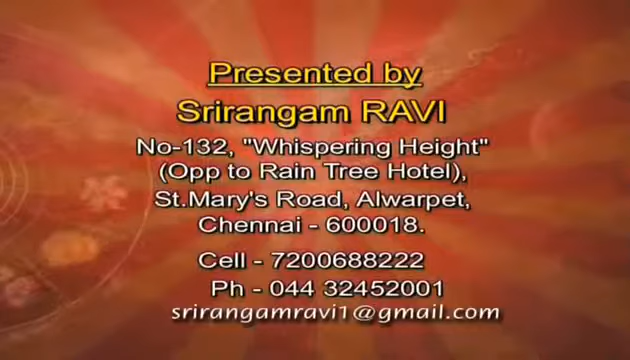 Presented by
Srirangam RAVI
No-132, "Whispering Height"
(Opp to Rain Tree Hotel),
St.Mary's Road, Alwarpet,
Chennai - 600018.
Cell - 7200688222
Ph - 044 32452001
srirangamravi1@gmail.com